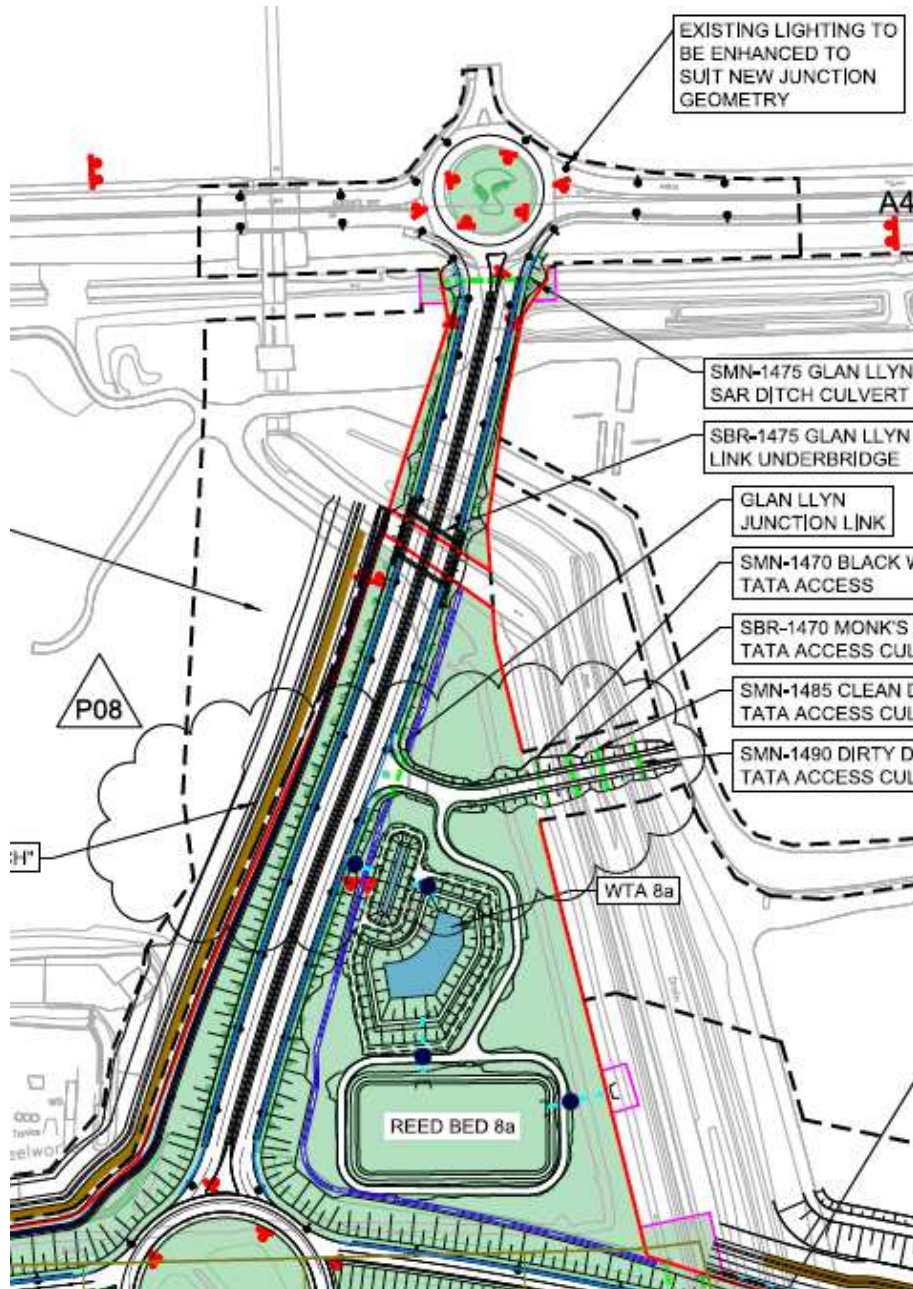 EXISTING LIGHTING TO
BE ENHANCED TO
SUIT NEW JUNCTION
GEOMETRY
A4
SMN-1475 GLAN LLYN
SAR DITCH CULVERT
SBR-1475 GLAN LLYN
LINK UNDERBRIDGE
GLAN LLYN
JUNCTION LINK
SMN-1470 BLACK W
TATA ACCESS
SBR-1470 MONK'S
TATA ACCESS CUL
P08
SMN-1485 CLEAN D
TATA ACCESS CUL
SMN-1490 DIRTY D
TATA ACCESS CUL
CH"
WTA 8a
REED BED 8a
Tanks
eelwor